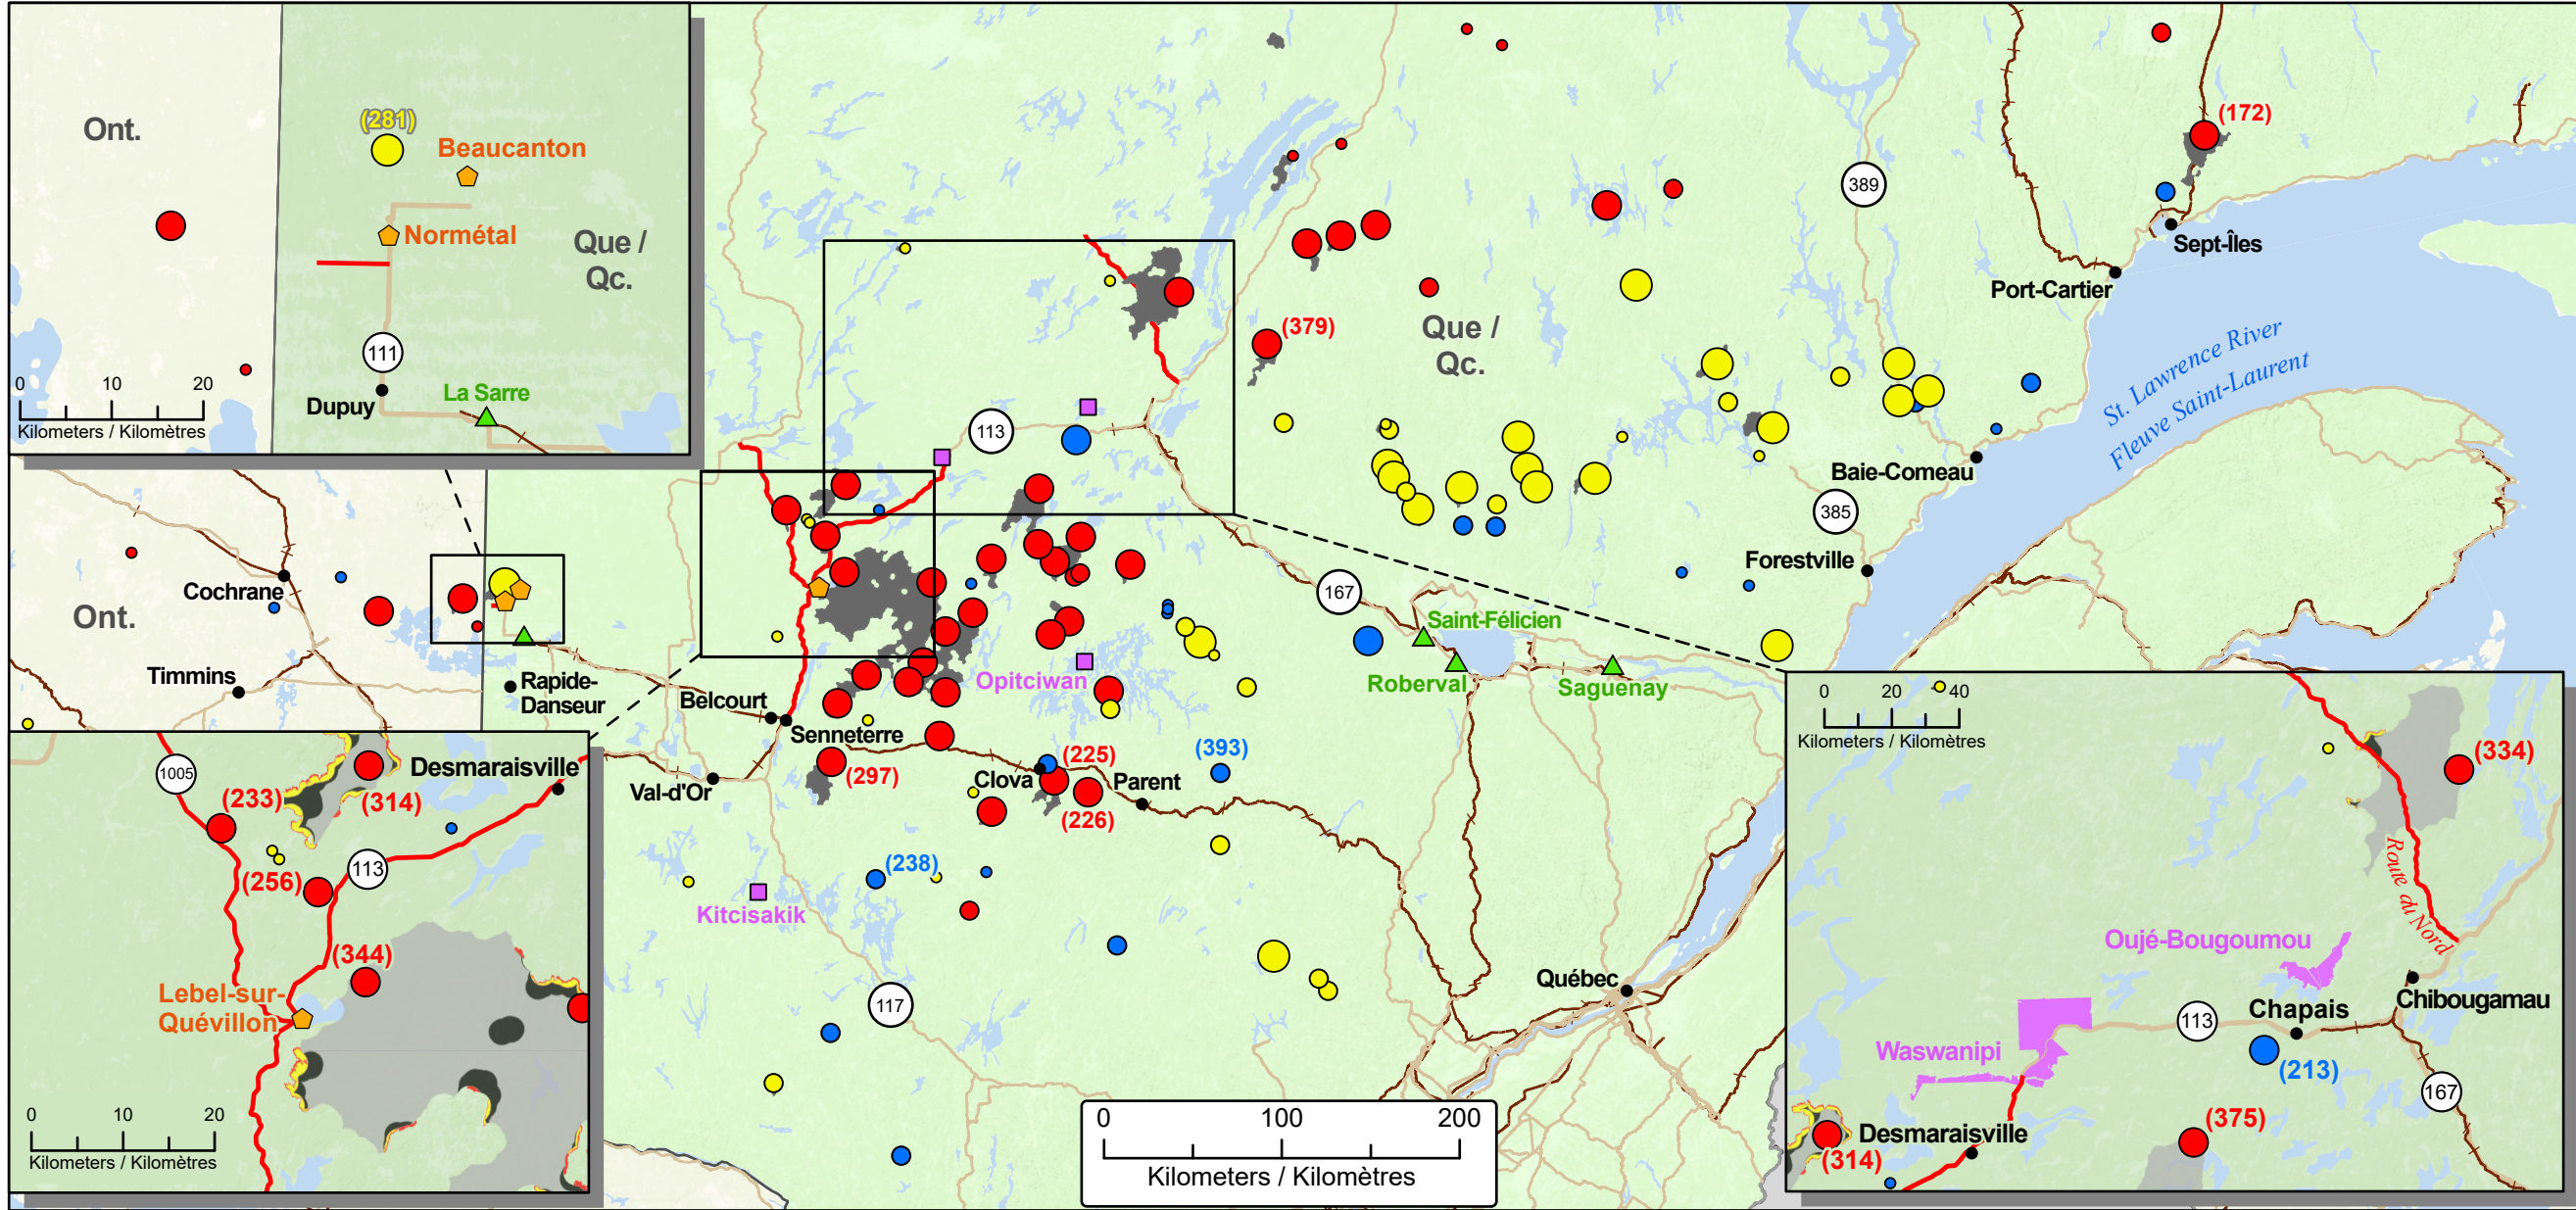 Ont.
(281)
Beaucanton
Normétal
Que /
Qc.
111
Dupuy
La Sarre
0 10 20
Kilometers / Kilomètres
(172)
389
Sept-Îles
Port-Cartier
(379)
Que /
Qc.
St. Lawrence River
Fleuve Saint-Laurent
113
Baie-Comeau
385
Forestville
Cochrane
Ont.
Timmins
Rapide-
Danseur
Belcourt
Senneterre
Val-d'Or
167
Saint-Félicien
Roberval
Saguenay
Opitciwan
(297)
Clova
(225)
Parent
(226)
(393)
(238)
Kitcisakik
117
Québec
0 100 200
Kilometers / Kilomètres
1005
Desmaraisville
(233)
(314)
113
(256)
(344)
Lebel-sur-
Quévillon
0 10 20
Kilometers / Kilomètres
0 20 40
Kilometers / Kilomètres
(334)
Route du Nord
Oujé-Bougoumou
Chibougamau
Chapais
113
Waswanipi
(213)
167
(375)
Desmaraisville
(314)